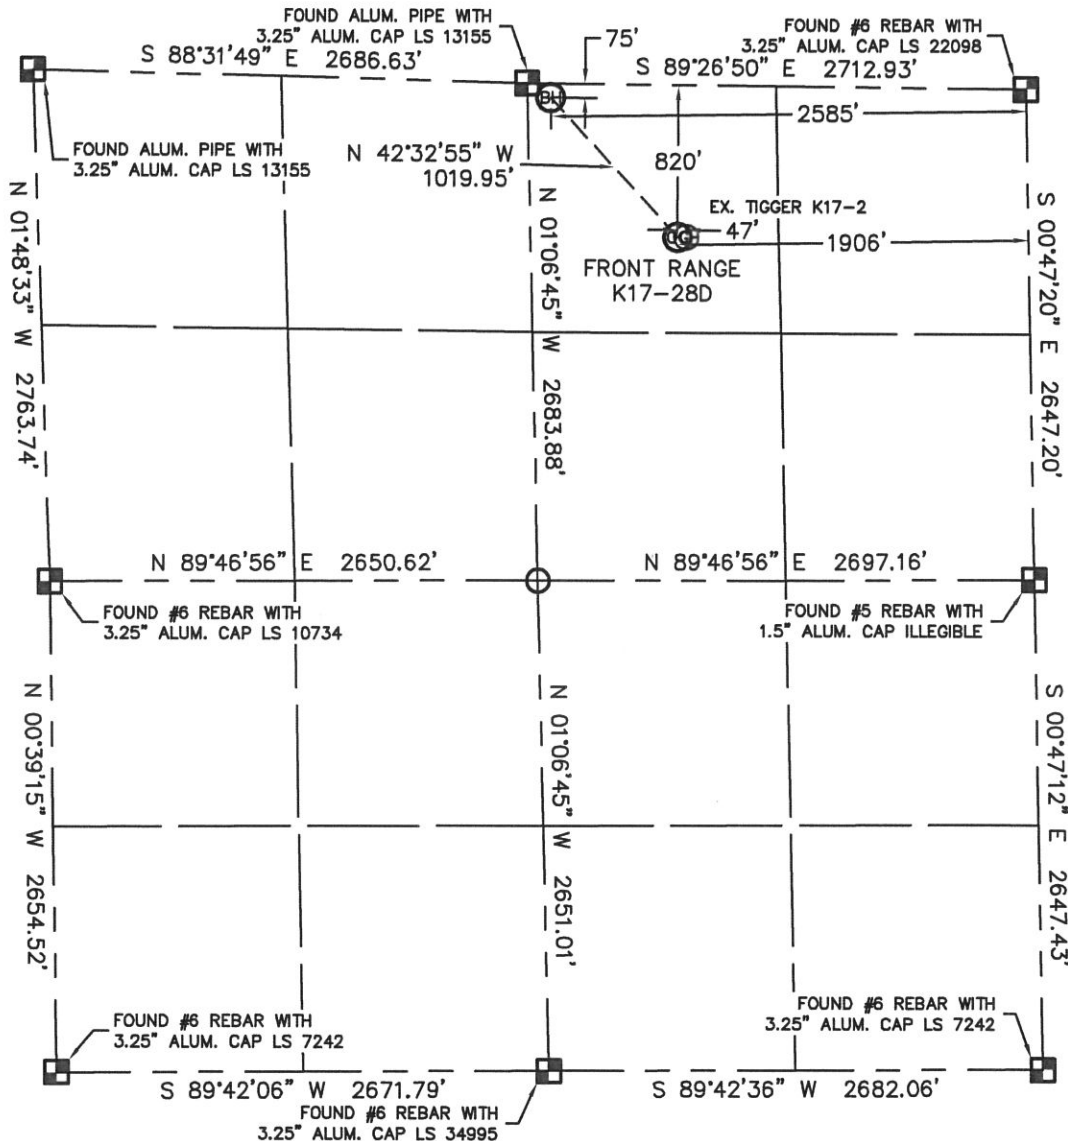 FOUND ALUM. PIPE WITH
3.25" ALUM. CAP LS 13155
75'
FOUND #6 REBAR WITH
3.25" ALUM. CAP LS 22098
S 88°31'49" E 2686.63'
S 89°26'50" E 2712.93'
BH
2585'
FOUND ALUM. PIPE WITH
3.25" ALUM. CAP LS 13155
N 42°32'55" W
1019.95'
820'
EX. TIGGER K17-2
47'
1906'
FRONT RANGE
K17-28D
N 01°48'33" W 2763.74'
N 01°06'45" W 2683.88'
S 00°47'20" E 2647.20'
N 89°46'56" E 2650.62'
N 89°46'56" E 2697.16'
FOUND #6 REBAR WITH
3.25" ALUM. CAP LS 10734
FOUND #5 REBAR WITH
1.5" ALUM. CAP ILLEGIBLE
N 00°39'15" W 2654.52'
N 01°06'45" W 2651.01'
S 00°47'12" E 2647.43'
FOUND #6 REBAR WITH
3.25" ALUM. CAP LS 7242
FOUND #6 REBAR WITH
3.25" ALUM. CAP LS 7242
S 89°42'06" W 2671.79'
S 89°42'36" W 2682.06'
FOUND #6 REBAR WITH
3.25" ALUM. CAP LS 34995